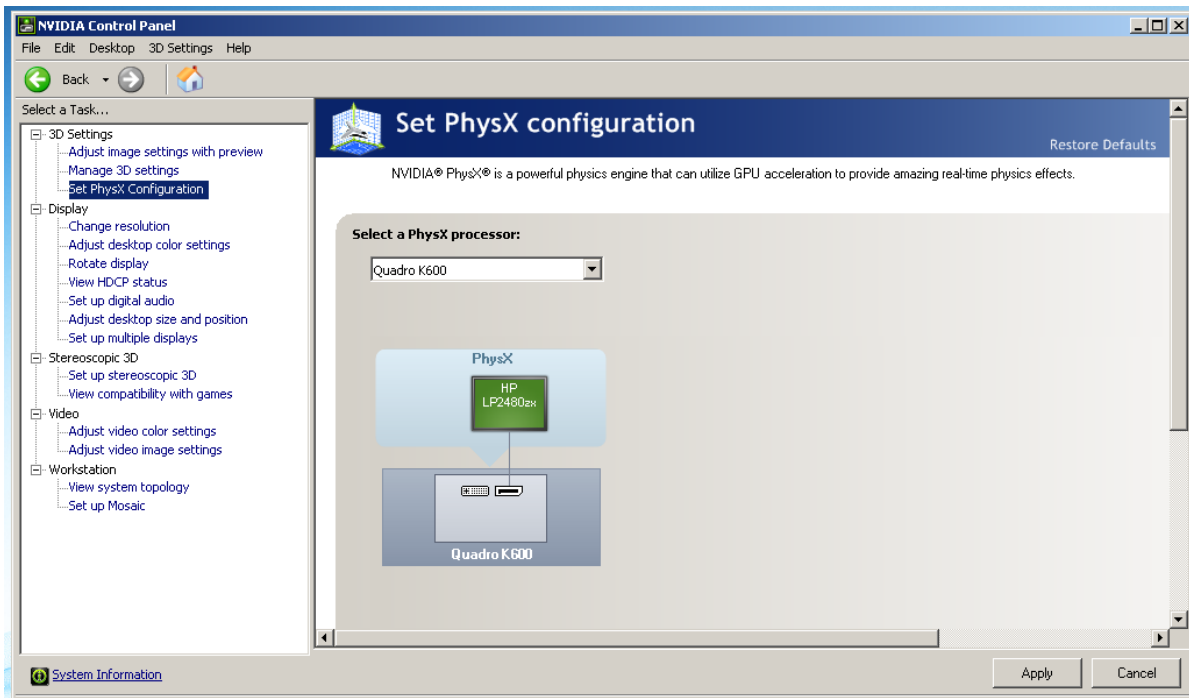 NVIDIA Control Panel
File Edit Desktop 3D Settings Help
Back
Select a Task...
3D Settings
Adjust image settings with preview
Manage 3D settings
Set PhysX Configuration
Display
Change resolution
Adjust desktop color settings
Rotate display
View HDCP status
Set up digital audio
Adjust desktop size and position
Set up multiple displays
Stereoscopic 3D
Set up stereoscopic 3D
View compatibility with games
Video
Adjust video color settings
Adjust video image settings
Workstation
View system topology
Set up Mosaic
Set PhysX configuration
Restore Defaults
NVIDIA® PhysX® is a powerful physics engine that can utilize GPU acceleration to provide amazing real-time physics effects.
Select a PhysX processor:
Quadro K600
PhysX
HP
LP2480zx
Quadro K600
System Information
Apply Cancel